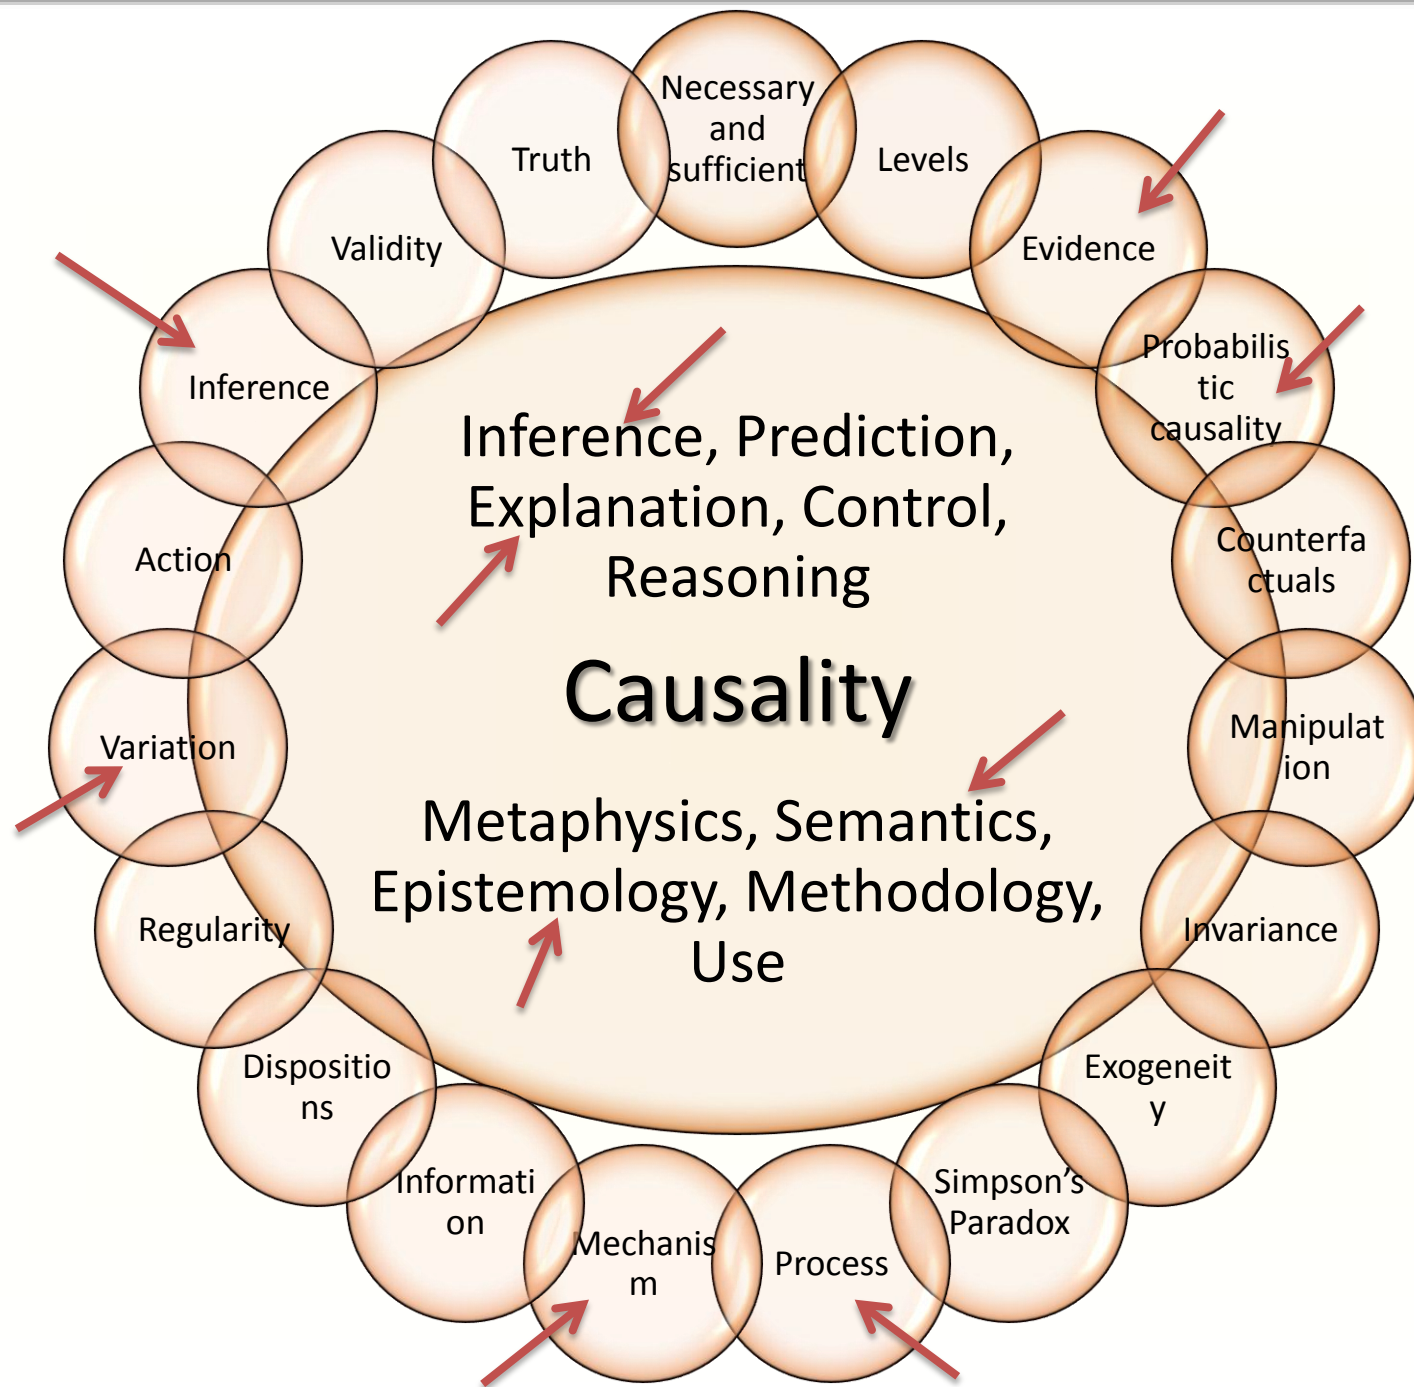 Necessary
and
sufficient
Levels
Evidence
Probabilis
tic
causality
Counterfa
ctuals
Manipulat
ion
Invariance
Exogeneit
y
Simpson’s
Paradox
Process
Mechanis
m
Informati
on
Dispositio
ns
Regularity
Variation
Action
Inference
Validity
Truth
Inference, Prediction,
Explanation, Control,
Reasoning
Causality
Metaphysics, Semantics,
Epistemology, Methodology,
Use